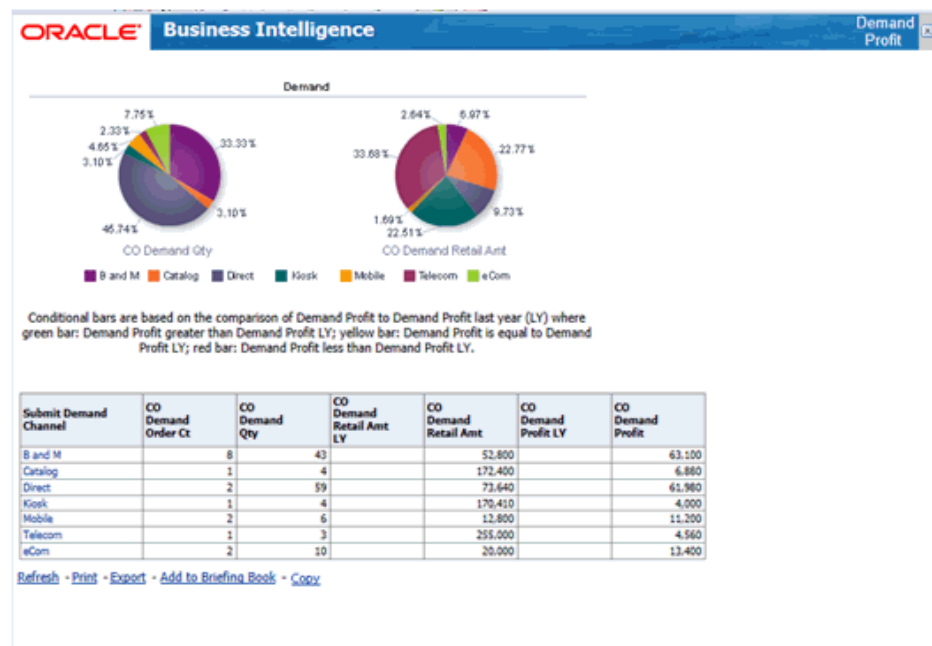 ORACLE Business Intelligence
Demand
Profit
Demand
7.75%
2.33%
4.65%
3.10%
33.33%
3.10%
45.74%
CO Demand Qty
2.64%
6.97%
33.68%
22.77%
9.73%
1.69%
22.51%
CO Demand Retail Amt
B and M Catalog Direct Kiosk Mobile Telecom eCom
Conditional bars are based on the comparison of Demand Profit to Demand Profit last year (LY) where
green bar: Demand Profit greater than Demand Profit LY; yellow bar: Demand Profit is equal to Demand
Profit LY; red bar: Demand Profit less than Demand Profit LY.
Submit Demand Channel CO Demand Order Ct CO Demand Qty CO Demand Retail Amt LY CO Demand Retail Amt CO Demand Profit LY CO Demand Profit
B and M 8 43 52,800 63,100
Catalog 1 4 172,400 6,880
Direct 2 59 73,640 61,980
Kiosk 1 4 170,410 4,000
Mobile 2 6 12,800 11,200
Telecom 1 3 255,000 4,560
eCom 2 10 20,000 13,400
Refresh - Print - Export - Add to Briefing Book - Copy